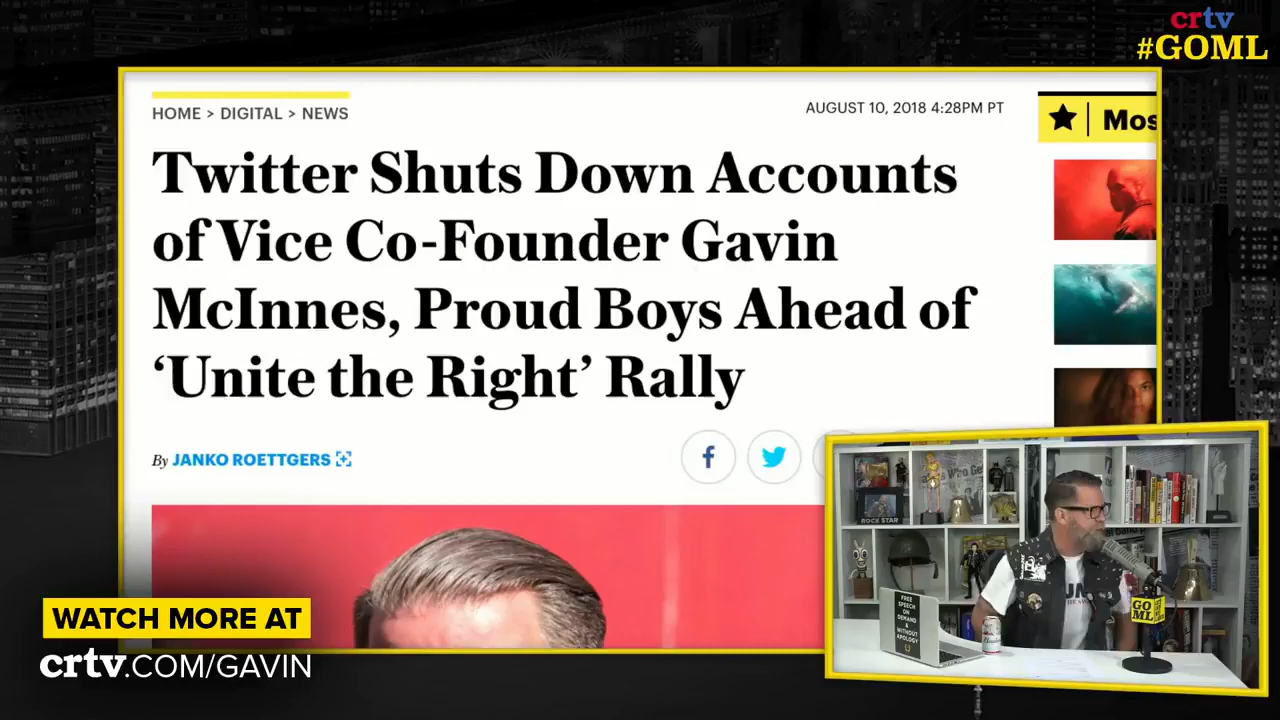 crtv
#GOML
HOME > DIGITAL > NEWS
AUGUST 10, 2018 4:28PM PT
Mos
Twitter Shuts Down Accounts
of Vice Co-Founder Gavin
McInnes, Proud Boys Ahead of
‘Unite the Right’ Rally
By JANKO ROETTGERS
ROCK STAR
FREE
SPEECH
ON
DEMAND
&
WITHOUT
APOLOGY
GO
ML
WATCH MORE AT
crtv.COM/GAVIN